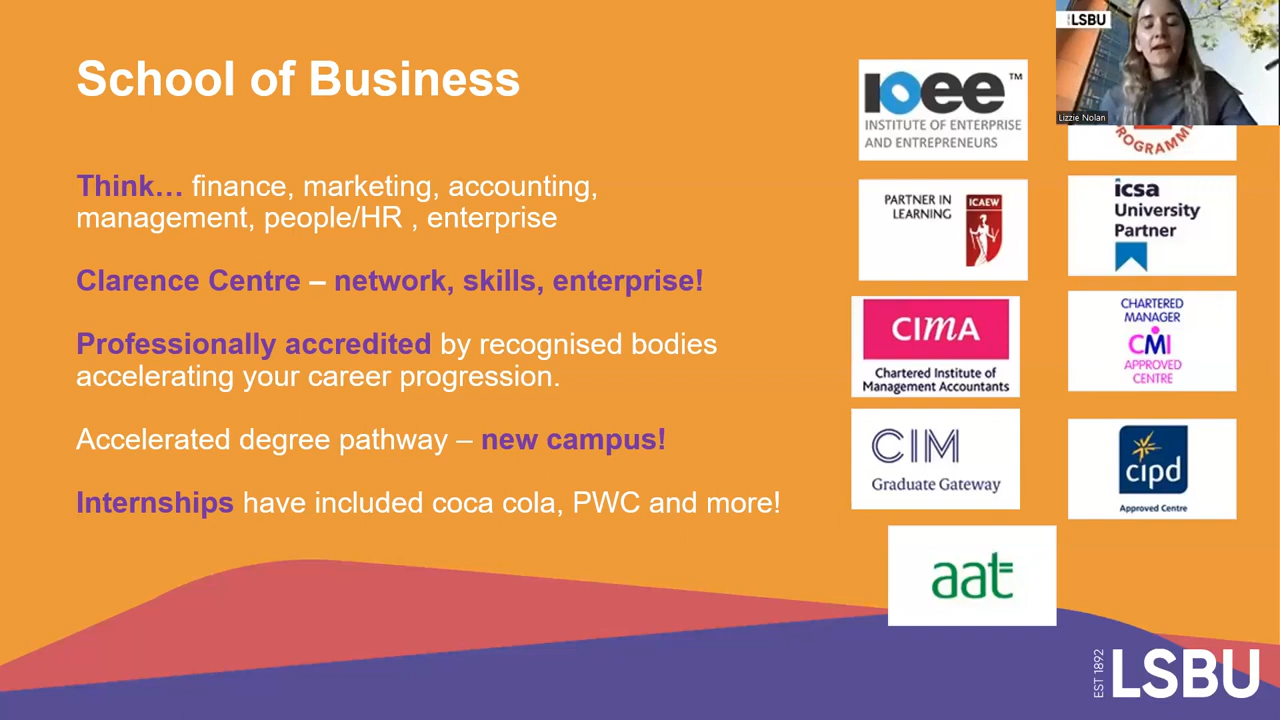 School of Business
Think… finance, marketing, accounting,
management, people/HR , enterprise
Clarence Centre – network, skills, enterprise!
Professionally accredited by recognised bodies
accelerating your career progression.
Accelerated degree pathway – new campus!
Internships have included coca cola, PWC and more!
IOEE™
INSTITUTE OF ENTERPRISE
AND ENTREPRENEURS
LSBU
Lizzie Nolan
PARTNER IN
LEARNING
ICAEW
icsa
University
Partner
CIMA
Chartered Institute of
Management Accountants
CHARTERED
MANAGER
CMI
APPROVED
CENTRE
CIM
Graduate Gateway
cipd
Approved Centre
aat
EST 1892
LSBU